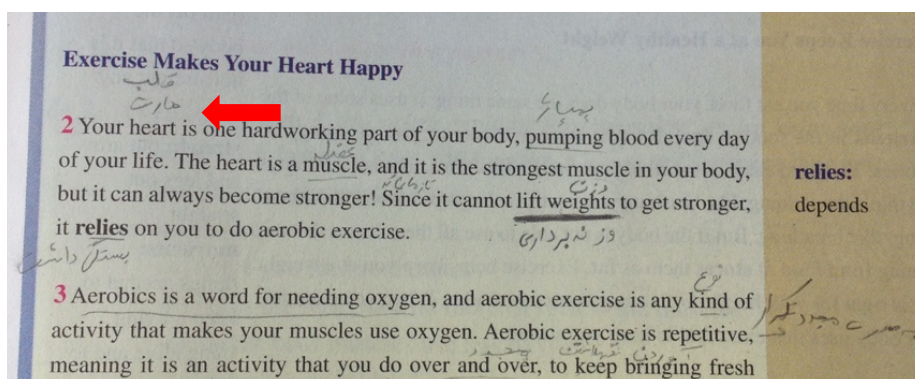 Exercise Makes Your Heart Happy
قلب
هارت
2 Your heart is one hardworking part of your body, pumping blood every day
of your life. The heart is a muscle, and it is the strongest muscle in your body,
relies:
وزن
but it can always become stronger! Since it cannot lift weights to get stronger,
depends
it relies on you to do aerobic exercise.
وزنه برداری
نوع
3 Aerobics is a word for needing oxygen, and aerobic exercise is any kind of
activity that makes your muscles use oxygen. Aerobic exercise is repetitive,
meaning it is an activity that you do over and over, to keep bringing fresh